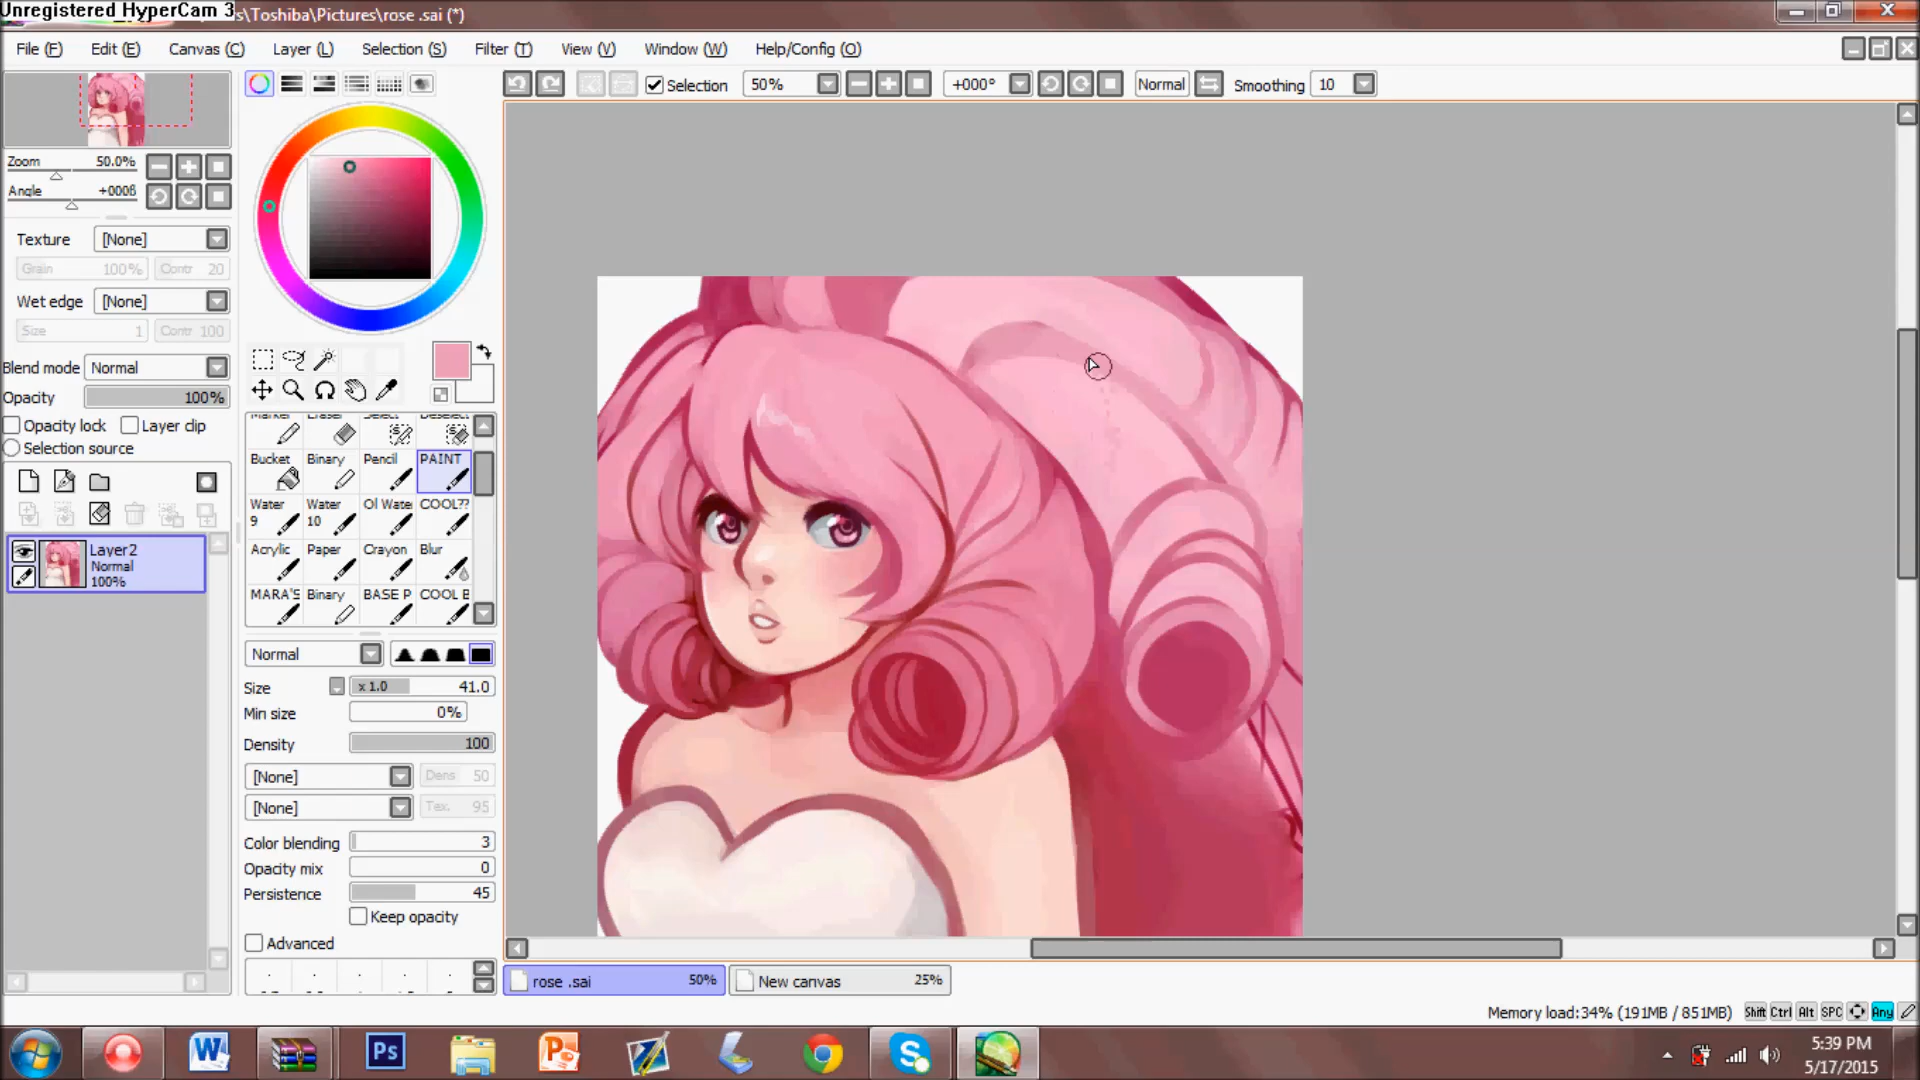 Unregistered HyperCam 3
s\Toshiba\Pictures\rose .sai (*)
File (F) Edit (E) Canvas (C) Layer (L) Selection (S) Filter (T) View (V) Window (W) Help/Config (O)
Selection 50% +000° Normal Smoothing 10
Zoom 50.0%
Angle +000ß
Texture [None]
Grain 100% Contr 20
Wet edge [None]
Size 1 Contr 100
Blend mode Normal
Opacity 100%
Opacity lock Layer clip
Selection source
Layer2
Normal
100%
Marker Eraser Select Deselect
Bucket Binary Pencil PAINT
Water 9 Water 10 Ol Wate COOL??
Acrylic Paper Crayon Blur
MARA'S Binary BASE P COOL B
Normal
Size x 1.0 41.0
Min size 0%
Density 100
[None] Dens 50
[None] Tex. 95
Color blending 3
Opacity mix 0
Persistence 45
Keep opacity
Advanced
rose .sai 50% New canvas 25%
Memory load:34% (191MB / 851MB) Shift Ctrl Alt SPC Any
5:39 PM
5/17/2015